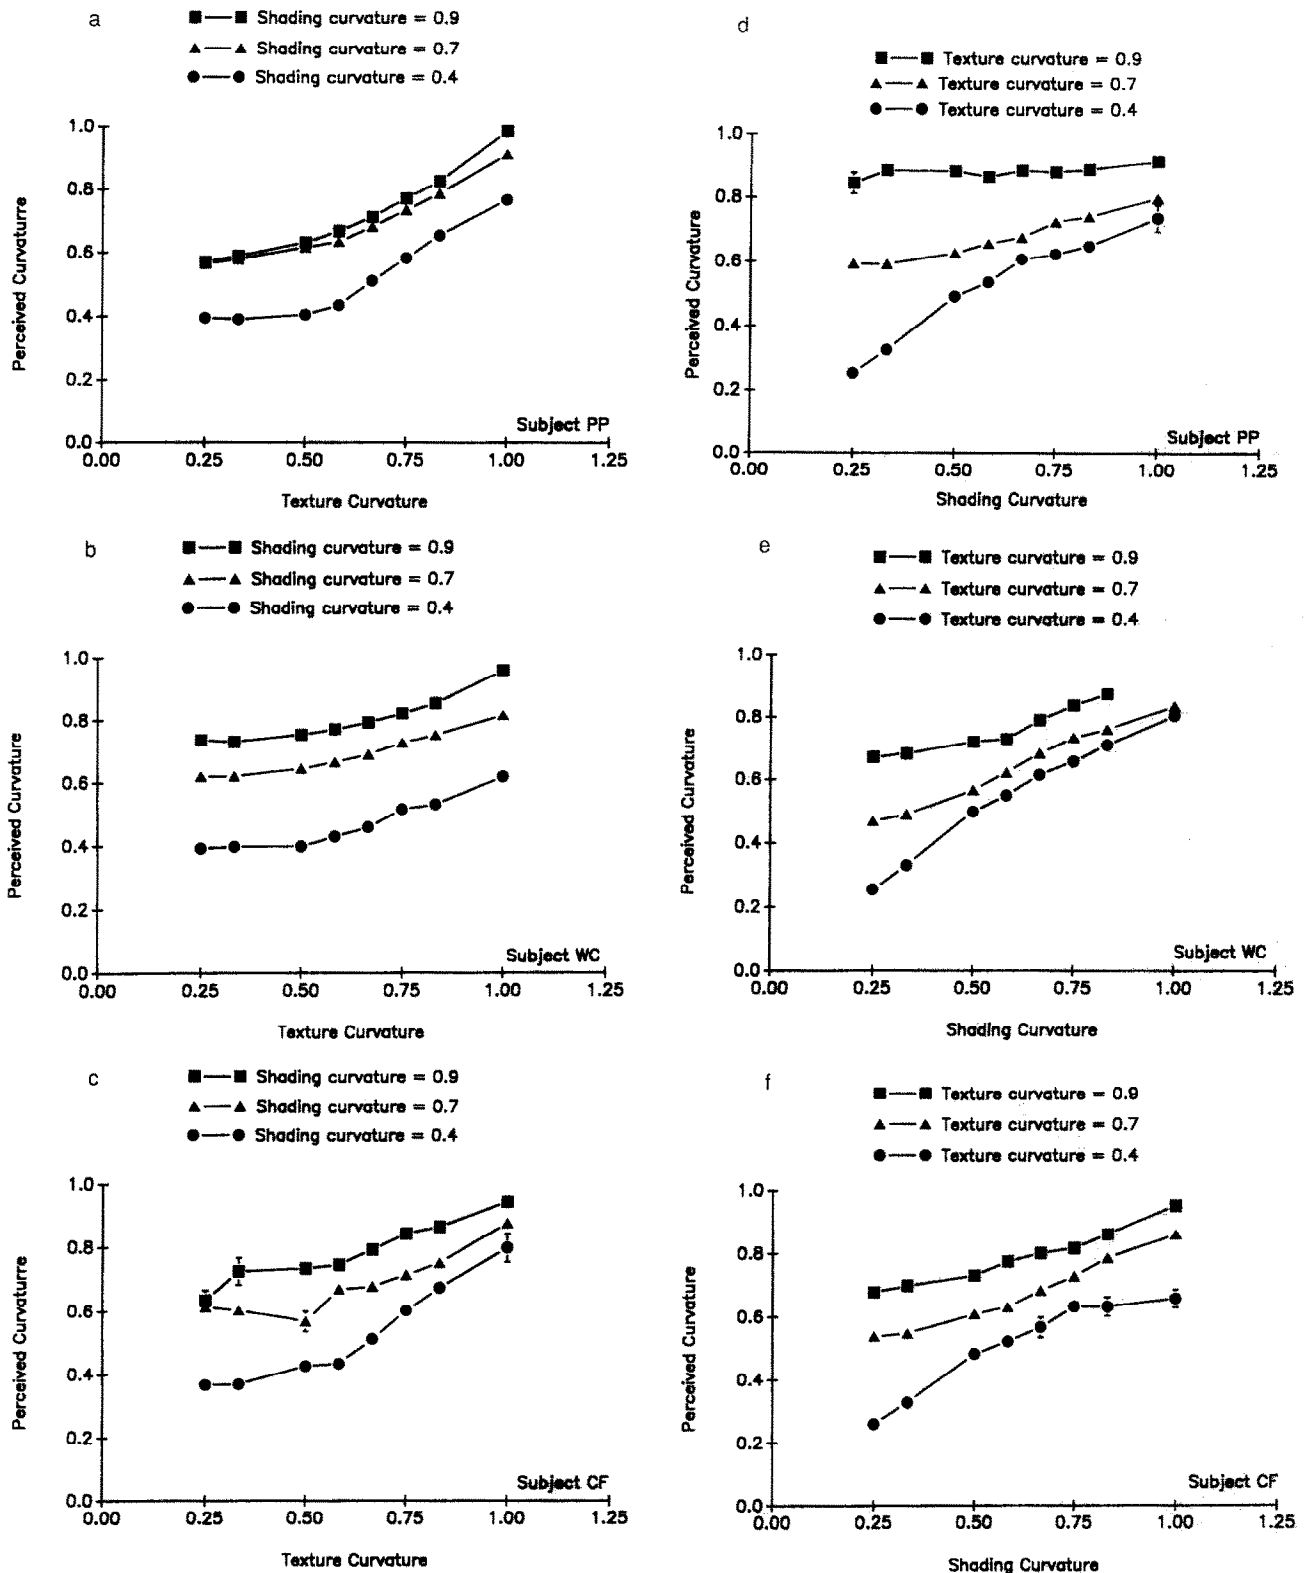 a
Shading curvature = 0.9
Shading curvature = 0.7
Shading curvature = 0.4
1.0
0.8
0.6
0.4
0.2
0.0
Perceived Curvaturre
Subject PP
0.00 0.25 0.50 0.75 1.00 1.25
Texture Curvature
d
Texture curvature = 0.9
Texture curvature = 0.7
Texture curvature = 0.4
1.0
0.8
0.6
0.4
0.2
0.0
Perceived Curvature
Subject PP
0.00 0.25 0.50 0.75 1.00 1.25
Shading Curvature
b
Shading curvature = 0.9
Shading curvature = 0.7
Shading curvature = 0.4
1.0
0.8
0.6
0.4
0.2
0.0
Perceived Curvature
Subject WC
0.00 0.25 0.50 0.75 1.00 1.25
Texture Curvature
e
Texture curvature = 0.9
Texture curvature = 0.7
Texture curvature = 0.4
1.0
0.8
0.6
0.4
0.2
0.0
Perceived Curvature
Subject WC
0.00 0.25 0.50 0.75 1.00 1.25
Shading Curvature
c
Shading curvature = 0.9
Shading curvature = 0.7
Shading curvature = 0.4
1.0
0.8
0.6
0.4
0.2
0.0
Perceived Curvaturre
Subject CF
0.00 0.25 0.50 0.75 1.00 1.25
Texture Curvature
f
Texture curvature = 0.9
Texture curvature = 0.7
Texture curvature = 0.4
1.0
0.8
0.6
0.4
0.2
0.0
Perceived Curvature
Subject CF
0.00 0.25 0.50 0.75 1.00 1.25
Shading Curvature